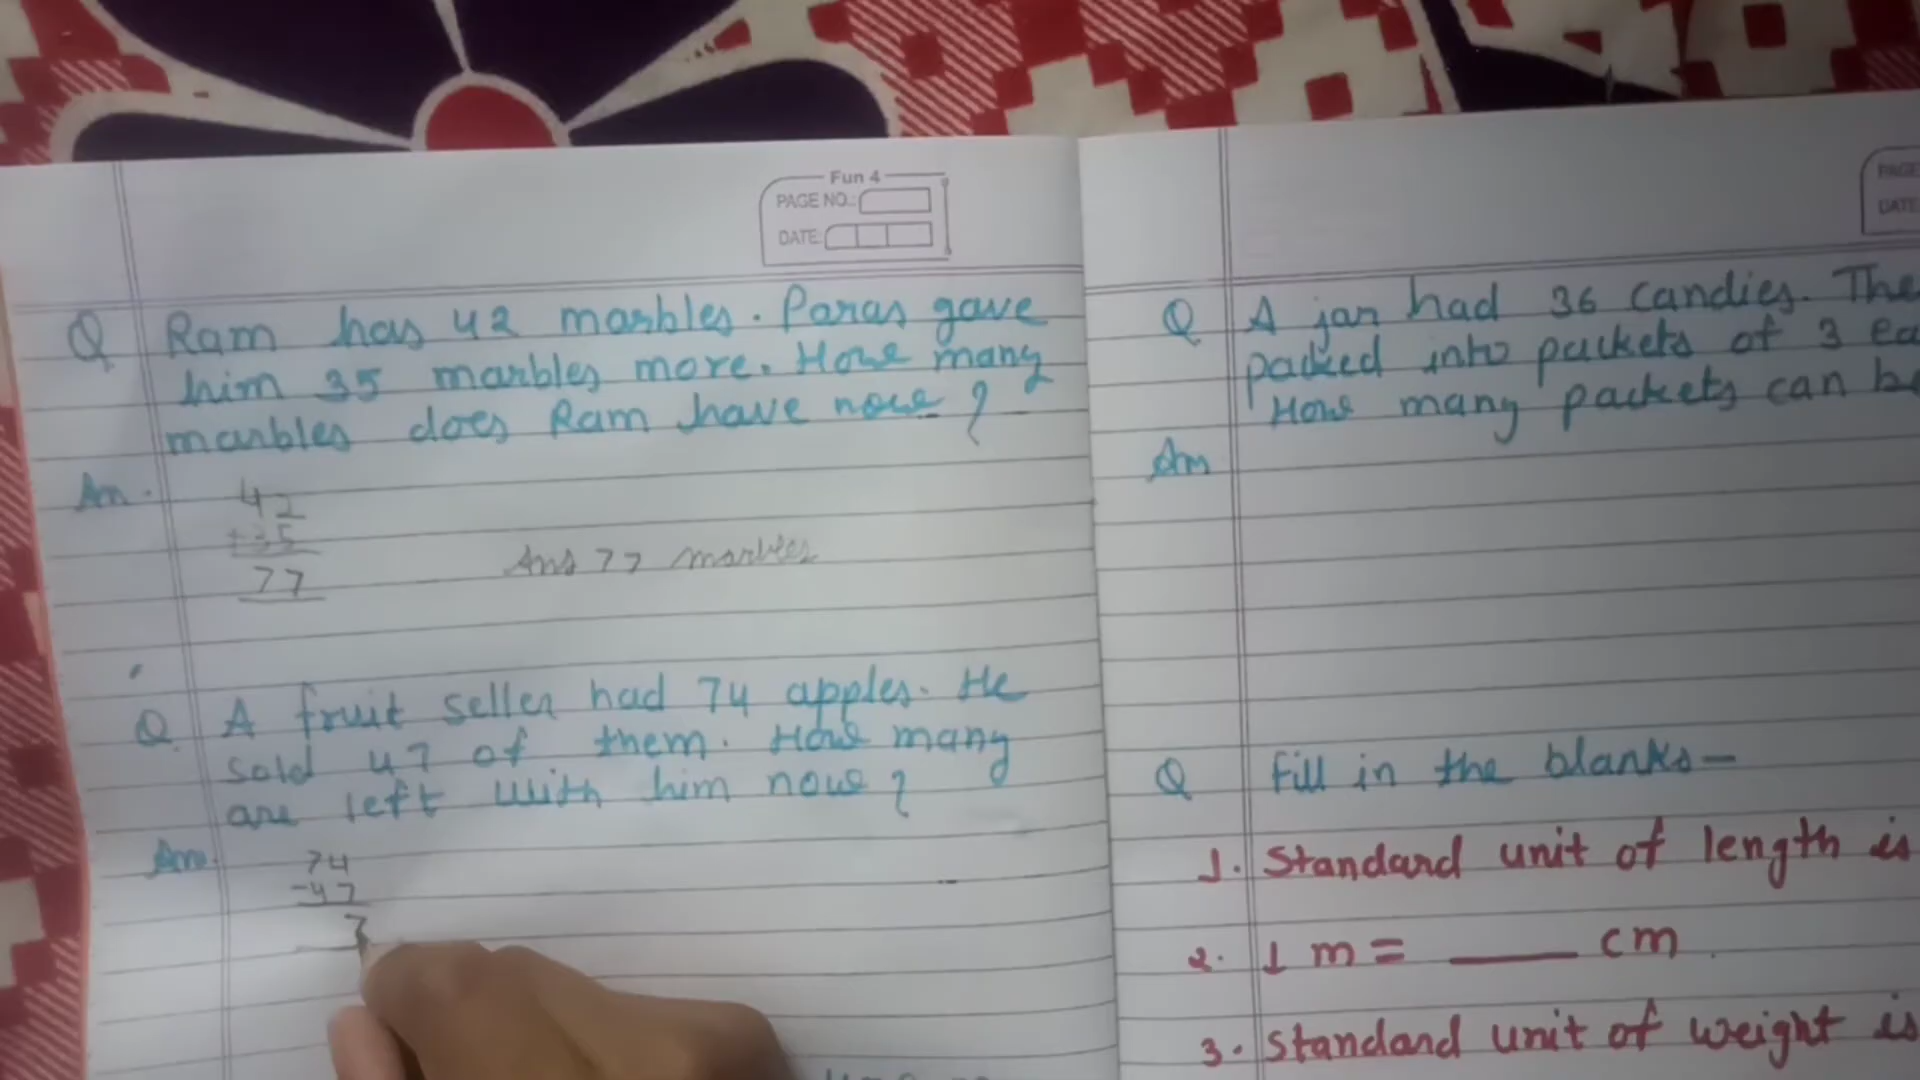 Fun 4
PAGE NO.:
DATE:
Q Ram has 42 marbles. Paras gave
him 35 marbles more. How many
marbles does Ram have now ?
Ans.
42
+35
77
Ans 77 marbles
Q. A fruit seller had 74 apples. He
sold 47 of them. How many
are left with him now ?
Ans.
74
-47
7
PAGE
DATE
Q A jar had 36 candies. The
packed into packets of 3 ea
How many packets can be
Ans
Q fill in the blanks—
1. Standard unit of length is
2. 1 m = ____ cm.
3. Standard unit of weight is